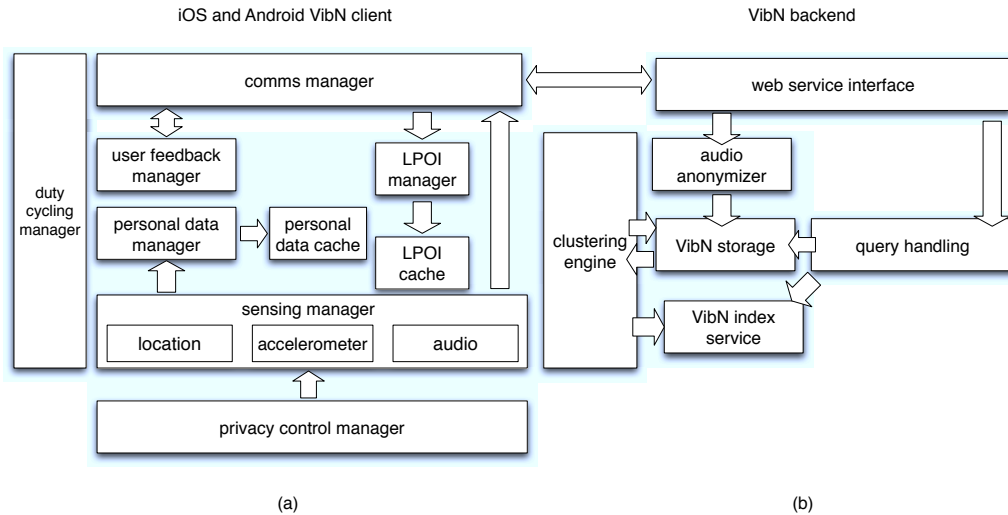 iOS and Android VibN client
VibN backend
comms manager
web service interface
user feedback
manager
LPOI
manager
audio
anonymizer
duty
cycling
manager
personal data
manager
personal
data cache
LPOI
cache
clustering
engine
VibN storage
query handling
sensing manager
location
accelerometer
audio
VibN index
service
privacy control manager
(a)
(b)